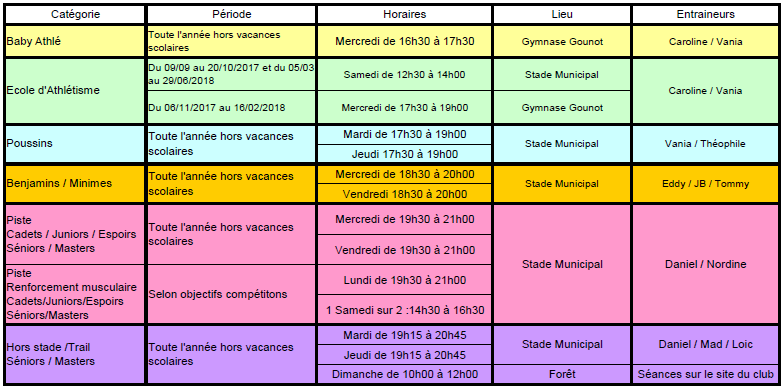 Catégorie Période Horaires Lieu Entraineurs
Baby Athlé
Toute l'année hors vacances
scolaires
Mercredi de 16h30 à 17h30
Gymnase Gounot
Caroline / Vania
Ecole d'Athlétisme
Du 09/09 au 20/10/2017 et du 05/03
au 29/06/2018
Samedi de 12h30 à 14h00
Stade Municipal
Caroline / Vania
Du 06/11/2017 au 16/02/2018
Mercredi de 17h30 à 19h00
Gymnase Gounot
Poussins
Toute l'année hors vacances
scolaires
Mardi de 17h30 à 19h00
Jeudi 17h30 à 19h00
Stade Municipal
Vania / Théophile
Benjamins / Minimes
Toute l'année hors vacances
scolaires
Mercredi de 18h30 à 20h00
Vendredi 18h30 à 20h00
Stade Municipal
Eddy / JB / Tommy
Piste
Cadets / Juniors / Espoirs
Séniors / Masters
Toute l'année hors vacances
scolaires
Mercredi de 19h30 à 21h00
Vendredi de 19h30 à 21h00
Stade Municipal
Daniel / Nordine
Piste
Renforcement musculaire
Cadets/Juniors/Espoirs
Séniors/Masters
Selon objectifs compétitons
Lundi de 19h30 à 21h00
1 Samedi sur 2 :14h30 à 16h30
Hors stade /Trail
Séniors / Masters
Toute l'année hors vacances
scolaires
Mardi de 19h15 à 20h45
Jeudi de 19h15 à 20h45
Stade Municipal
Daniel / Mad / Loic
Dimanche de 10h00 à 12h00
Forêt
Séances sur le site du club